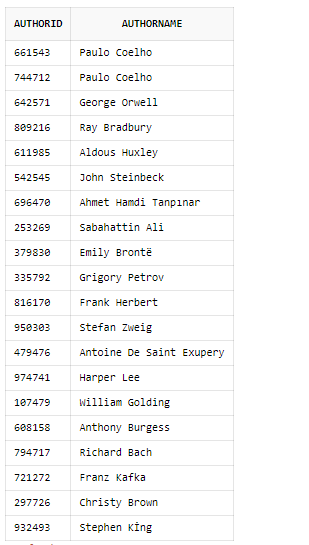 AUTHORID AUTHORNAME
661543 Paulo Coelho
744712 Paulo Coelho
642571 George Orwell
809216 Ray Bradbury
611985 Aldous Huxley
542545 John Steinbeck
696470 Ahmet Hamdi Tanpınar
253269 Sabahattin Ali
379830 Emily Brontë
335792 Grigory Petrov
816170 Frank Herbert
950303 Stefan Zweig
479476 Antoine De Saint Exupery
974741 Harper Lee
107479 William Golding
608158 Anthony Burgess
794717 Richard Bach
721272 Franz Kafka
297726 Christy Brown
932493 Stephen Kİng